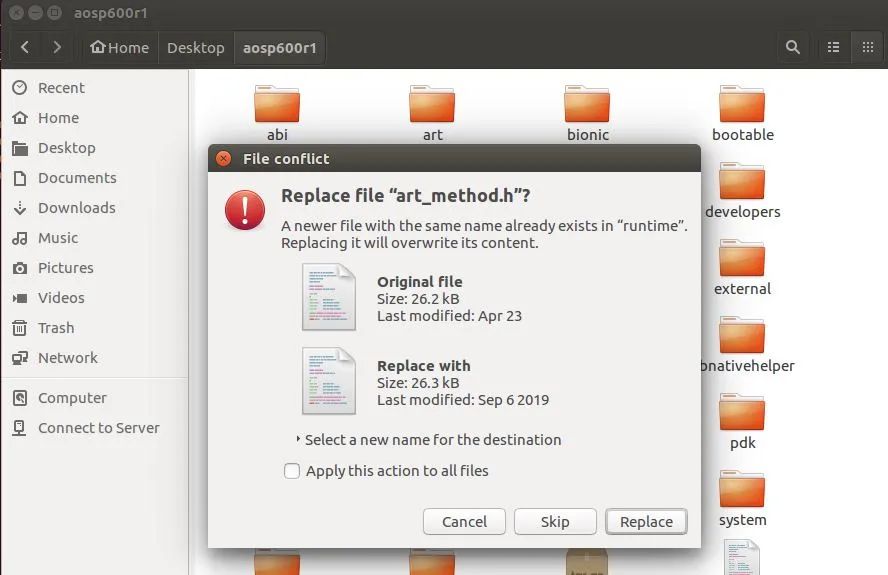 aosp600r1
Home
Desktop
aosp600r1
Recent
Home
Desktop
Documents
Downloads
Music
Pictures
Videos
Trash
Network
Computer
Connect to Server
abi
art
bionic
bootable
developers
external
bnativehelper
pdk
system
File conflict
Replace file “art_method.h”?
A newer file with the same name already exists in “runtime”.
Replacing it will overwrite its content.
Original file
Size: 26.2 kB
Last modified: Apr 23
Replace with
Size: 26.3 kB
Last modified: Sep 6 2019
Select a new name for the destination
Apply this action to all files
Cancel
Skip
Replace